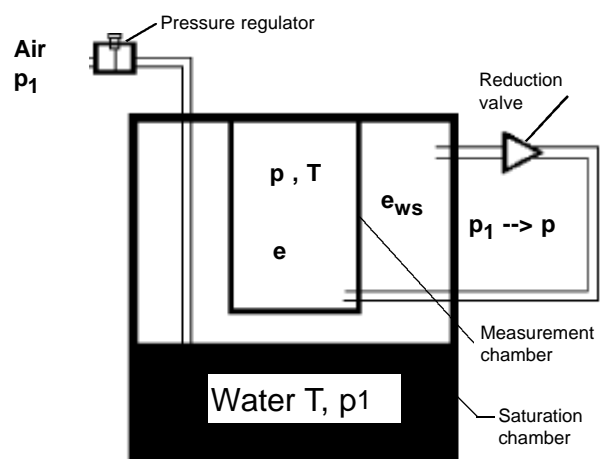 Pressure regulator
Air
p1
Reduction
valve
p , T
ews
e
p1 --> p
Measurement
chamber
Water T, p1
Saturation
chamber